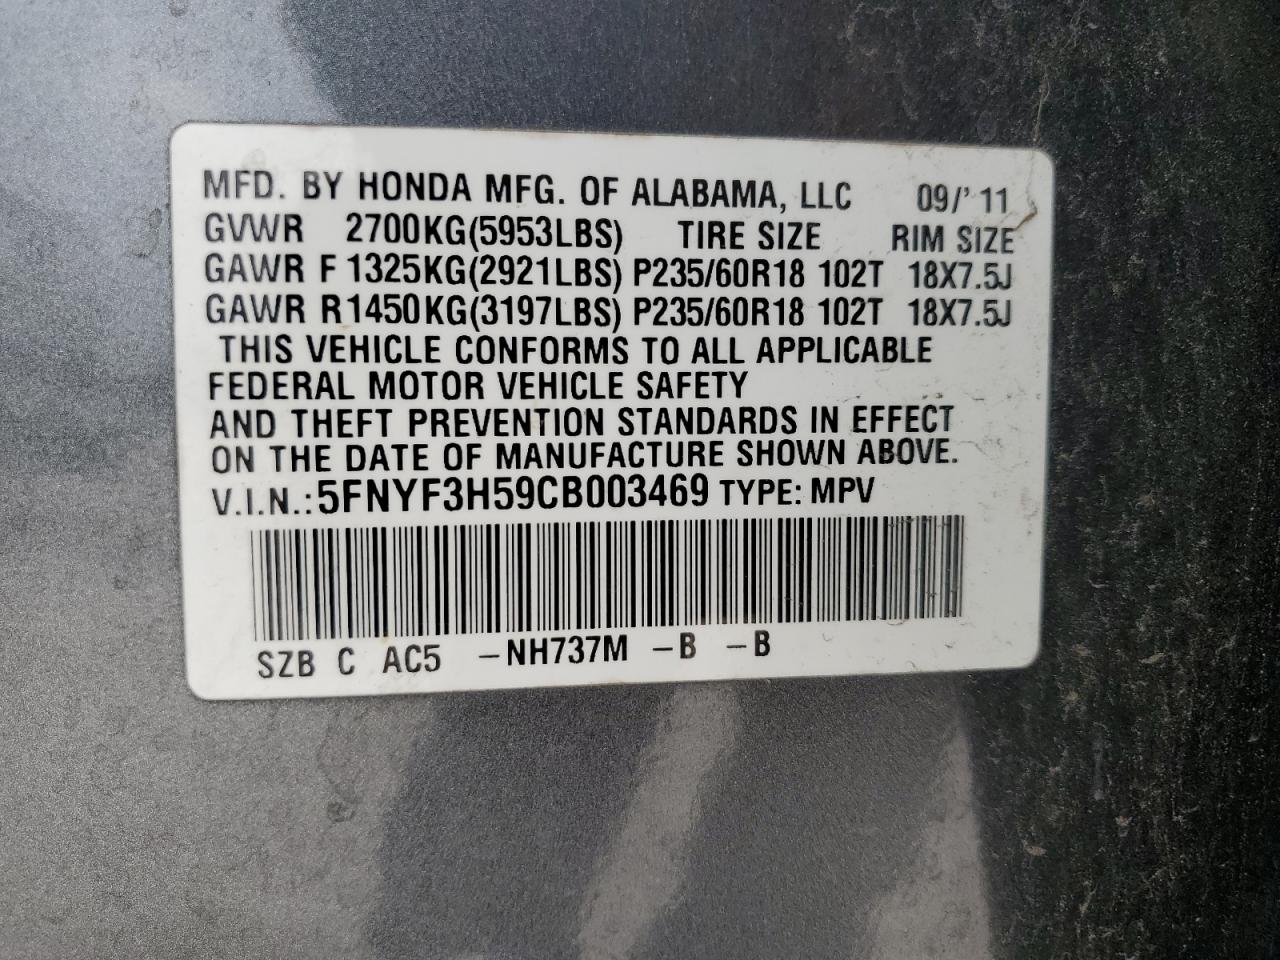 MFD. BY HONDA MFG. OF ALABAMA, LLC 09/' 11
GVWR 2700KG(5953LBS) TIRE SIZE RIM SIZE
GAWR F 1325KG(2921LBS) P235/60R18 102T 18X7.5J
GAWR R1450KG(3197LBS) P235/60R18 102T 18X7.5J
THIS VEHICLE CONFORMS TO ALL APPLICABLE
FEDERAL MOTOR VEHICLE SAFETY
AND THEFT PREVENTION STANDARDS IN EFFECT
ON THE DATE OF MANUFACTURE SHOWN ABOVE.
V.I.N.: 5FNYF3H59CB003469 TYPE: MPV
SZB C AC5 -NH737M -B -B